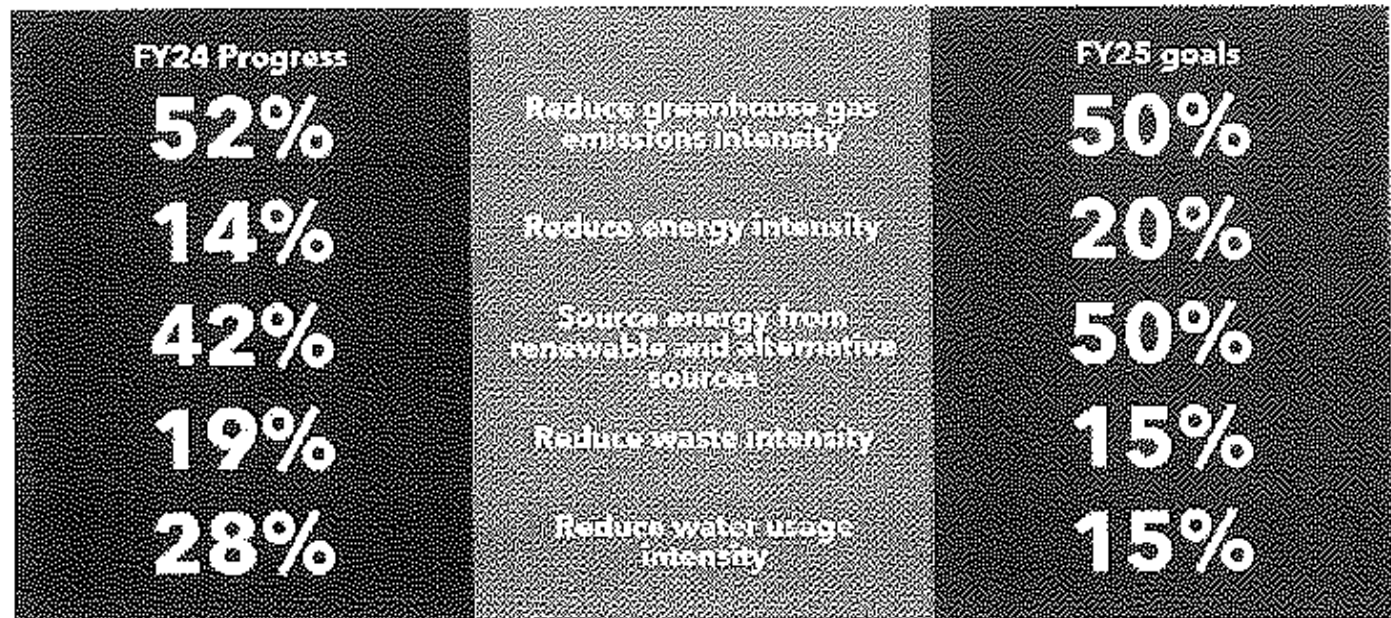 FY24 Progress
FY25 goals
52%
Reduce greenhouse gas
emissions intensity
50%
14%
Reduce energy intensity
20%
42%
Source energy from
renewable and alternative
sources
50%
19%
Reduce waste intensity
15%
28%
Reduce water usage
intensity
15%